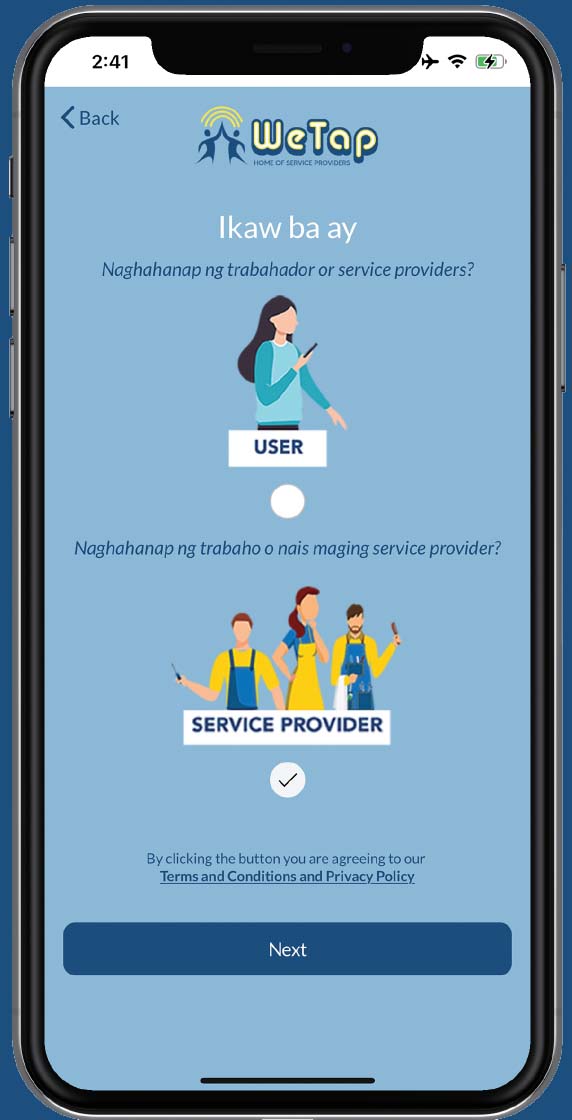 2:41
Back
WeTap
HOME OF SERVICE PROVIDERS
Ikaw ba ay
Naghahanap ng trabahador or service providers?
USER
Naghahanap ng trabaho o nais maging service provider?
SERVICE PROVIDER
By clicking the button you are agreeing to our
Terms and Conditions and Privacy Policy
Next